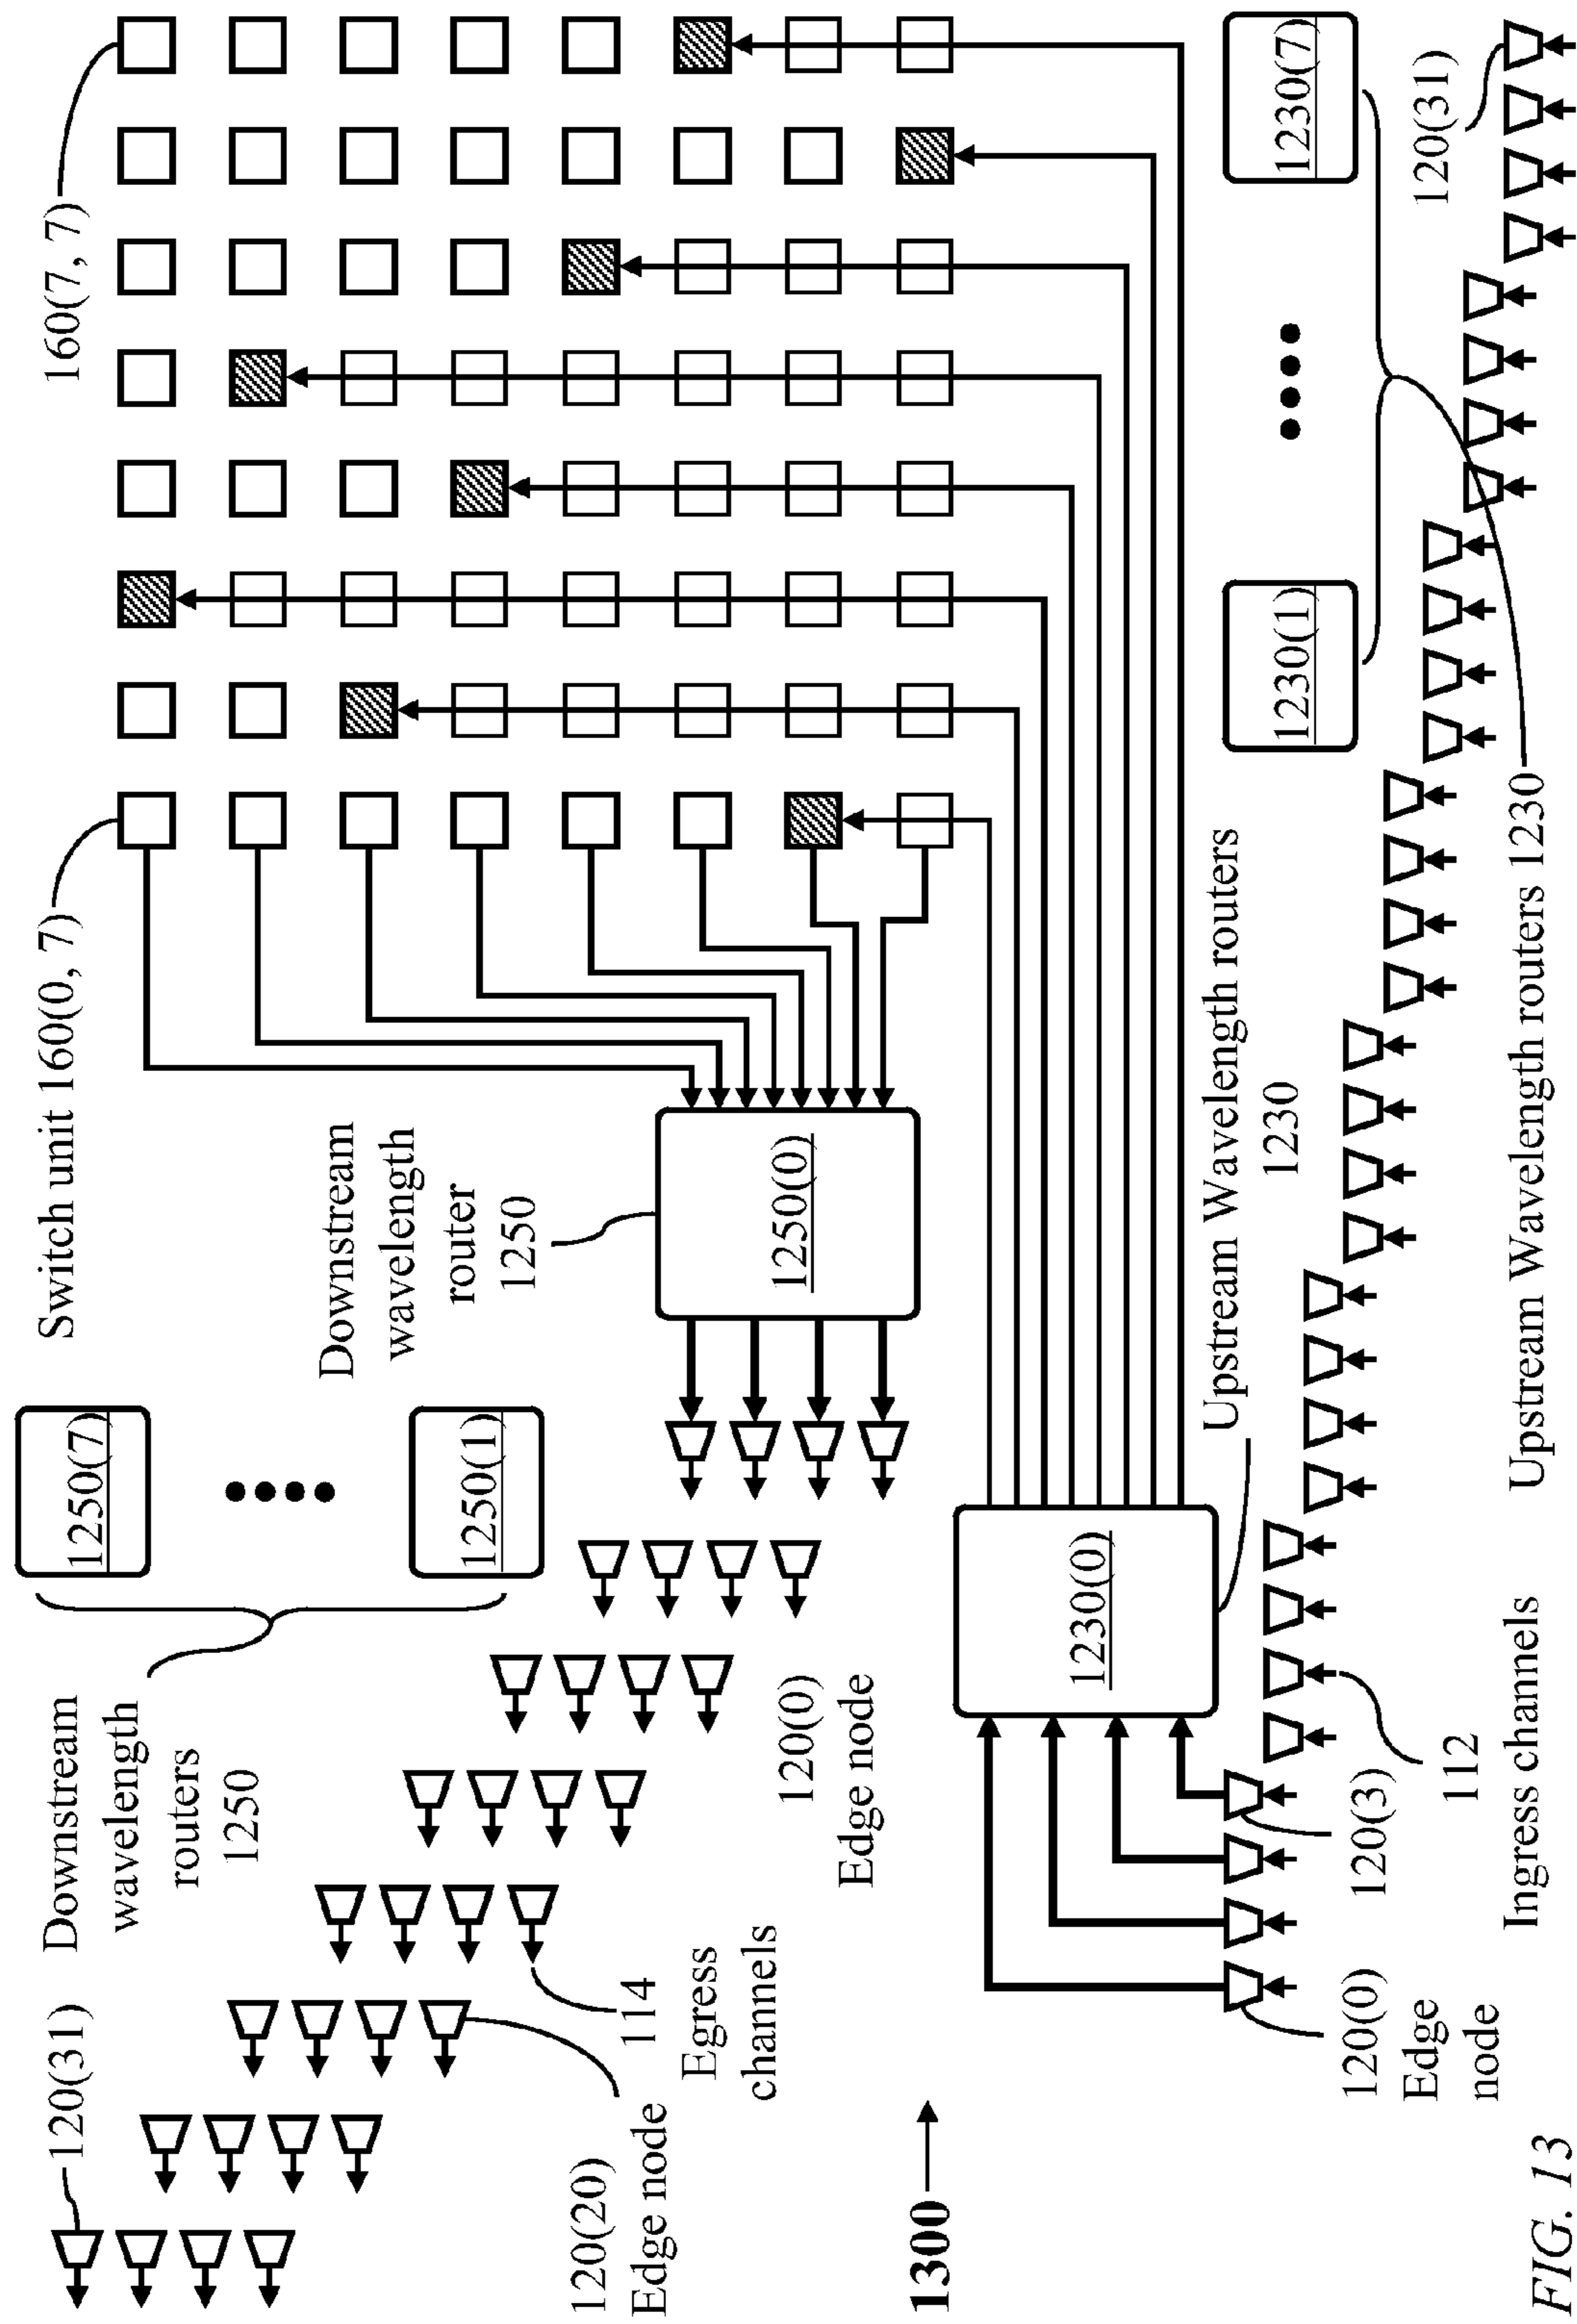 120(31)
Downstream
wavelength
routers
1250
1250(7)
1250(1)
Switch unit 160(0, 7)
160(7, 7)
Downstream
wavelength
router
1250
1250(0)
120(20)
Edge node
114
Egress
channels
120(0)
Edge node
1300
1230(0)
Upstream Wavelength routers
1230
1230(1)
1230(7)
120(31)
120(0)
Edge
node
120(3)
112
Ingress channels
Upstream Wavelength routers 1230
FIG. 13